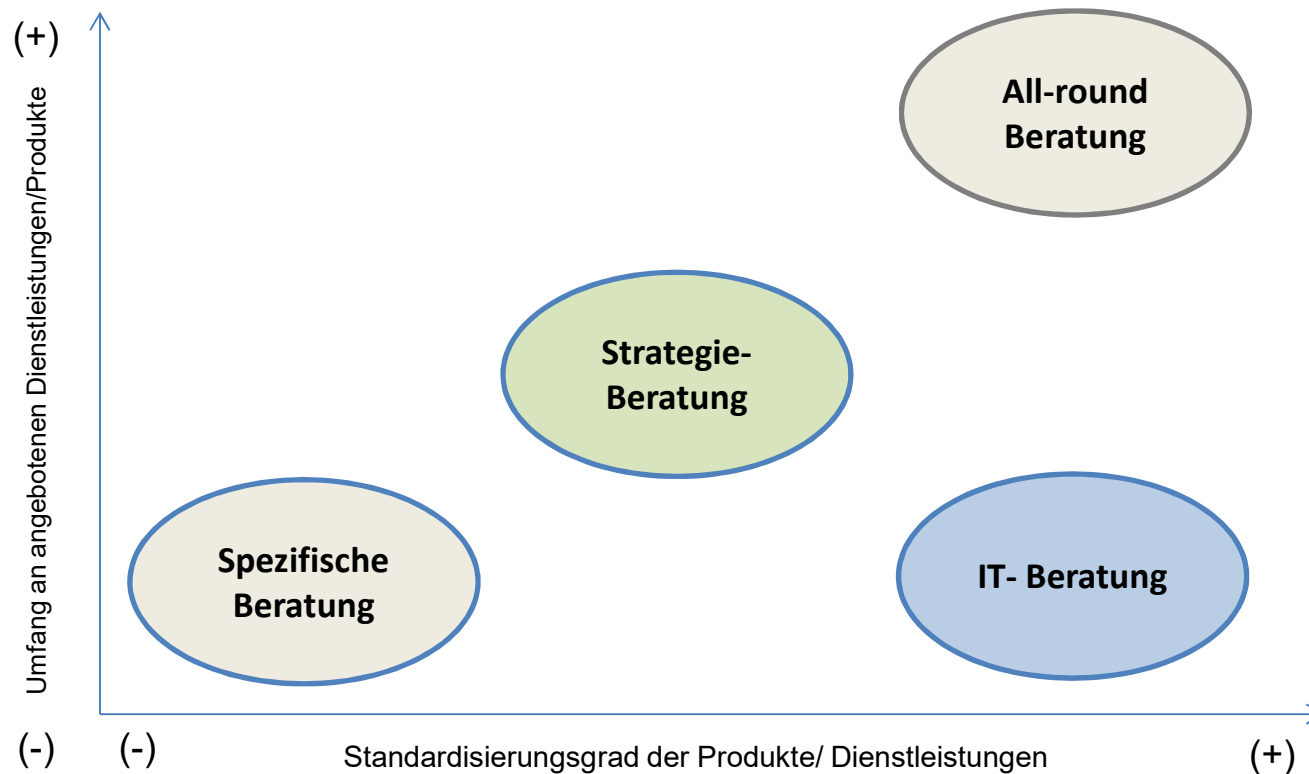 (+)
Umfang an angebotenen Dienstleistungen/Produkte
All-round
Beratung
Strategie-
Beratung
Spezifische
Beratung
IT- Beratung
(-)
(-)
Standardisierungsgrad der Produkte/ Dienstleistungen
(+)